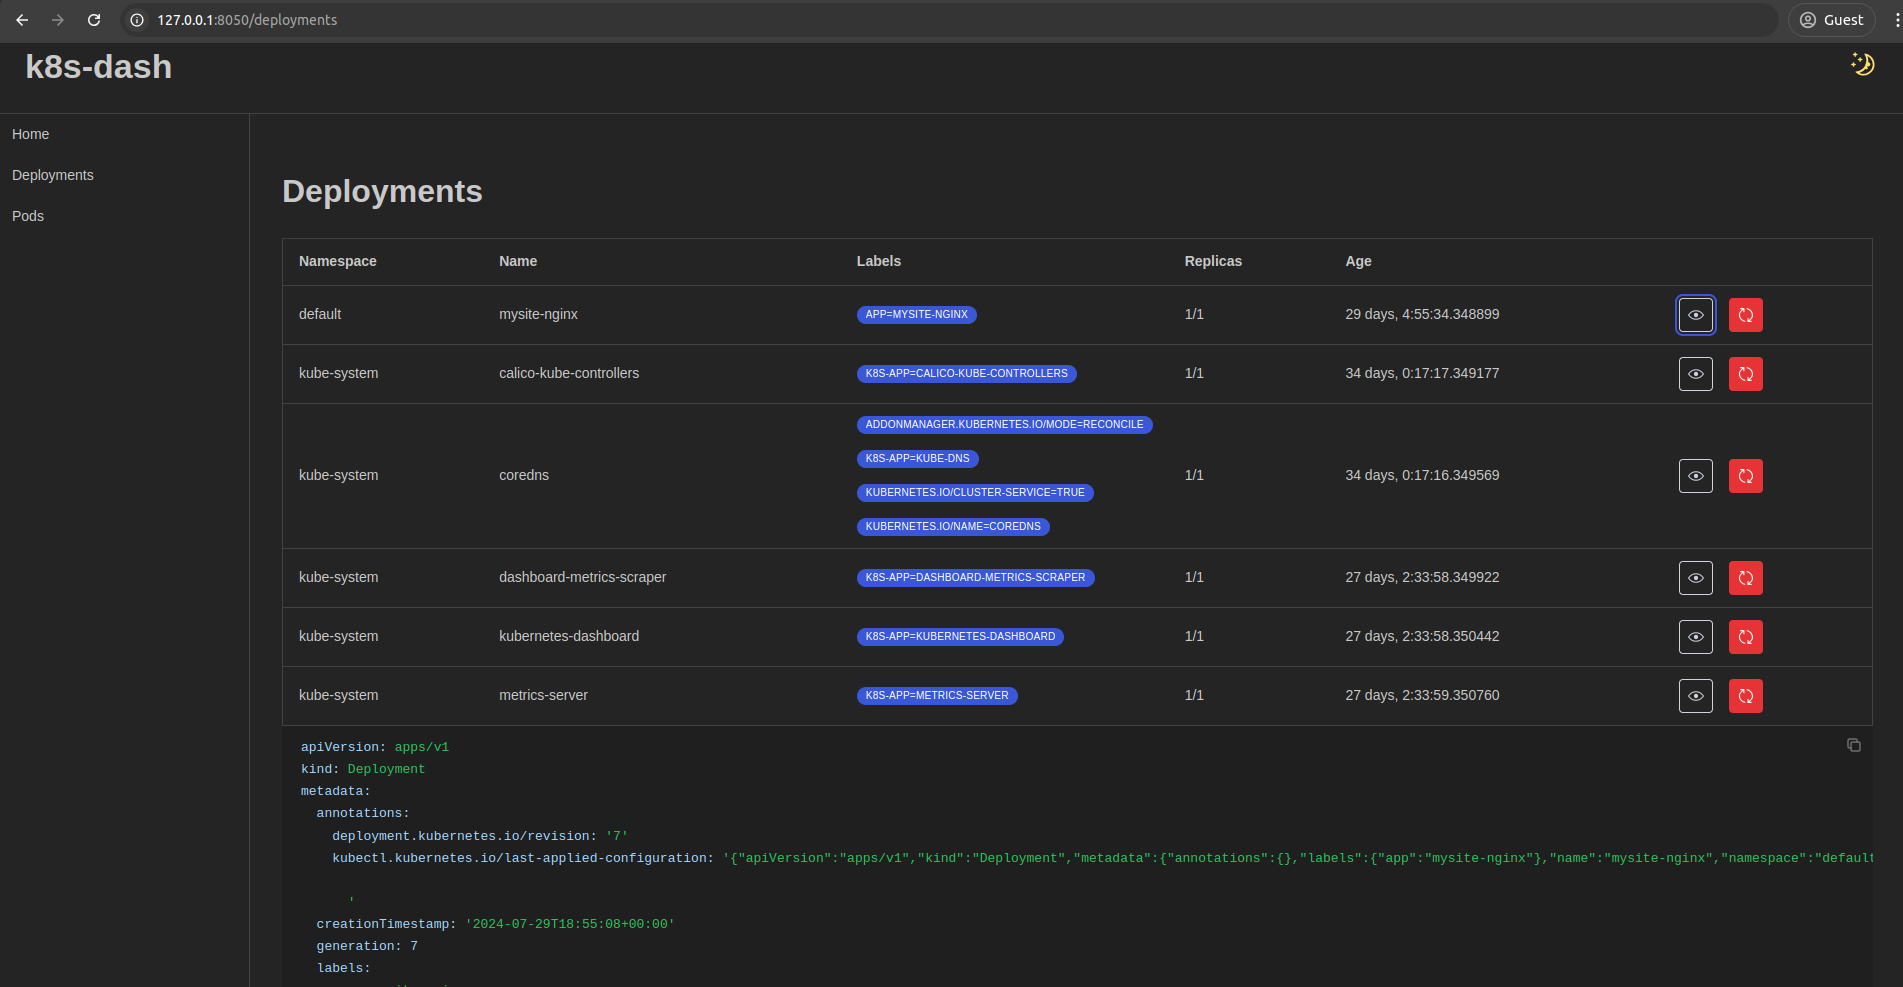 127.0.0.1:8050/deployments
Guest
k8s-dash
Home
Deployments
Pods
Deployments
Namespace Name Labels Replicas Age
default mysite-nginx APP=MYSITE-NGINX 1/1 29 days, 4:55:34.348899
kube-system calico-kube-controllers K8S-APP=CALICO-KUBE-CONTROLLERS 1/1 34 days, 0:17:17.349177
ADDONMANAGER.KUBERNETES.IO/MODE=RECONCILE
K8S-APP=KUBE-DNS
kube-system coredns 1/1 34 days, 0:17:16.349569
KUBERNETES.IO/CLUSTER-SERVICE=TRUE
KUBERNETES.IO/NAME=COREDNS
kube-system dashboard-metrics-scraper K8S-APP=DASHBOARD-METRICS-SCRAPER 1/1 27 days, 2:33:58.349922
kube-system kubernetes-dashboard K8S-APP=KUBERNETES-DASHBOARD 1/1 27 days, 2:33:58.350442
kube-system metrics-server K8S-APP=METRICS-SERVER 1/1 27 days, 2:33:59.350760
apiVersion: apps/v1
kind: Deployment
metadata:
annotations:
deployment.kubernetes.io/revision: '7'
kubectl.kubernetes.io/last-applied-configuration: '{"apiVersion":"apps/v1","kind":"Deployment","metadata":{"annotations":{},"labels":{"app":"mysite-nginx"},"name":"mysite-nginx","namespace":"default
'
creationTimestamp: '2024-07-29T18:55:08+00:00'
generation: 7
labels: